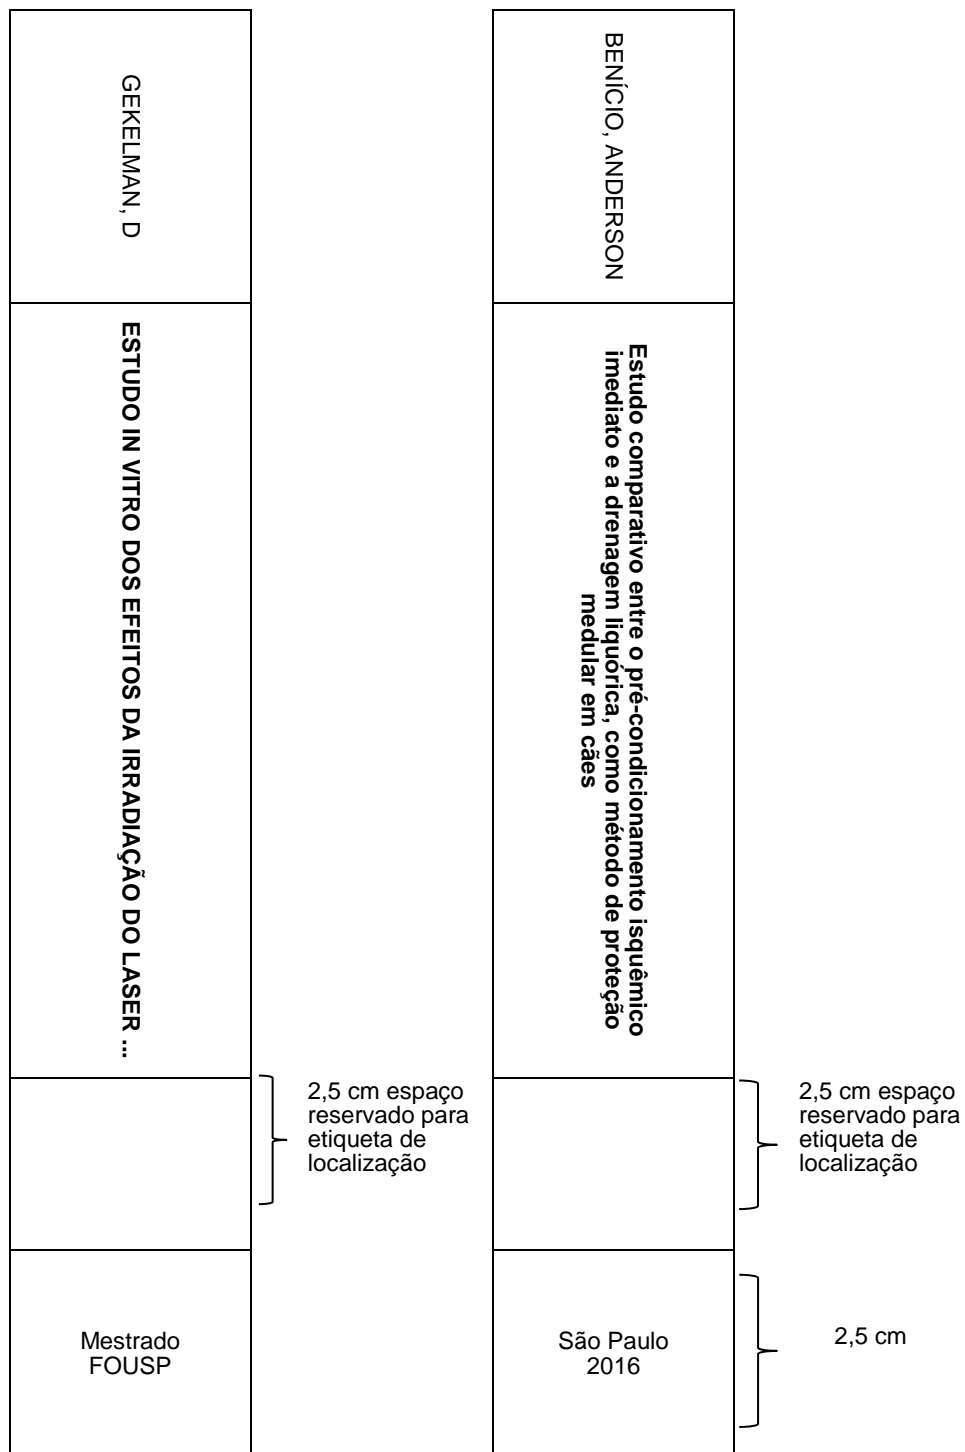 GEKELMAN, D
ESTUDO IN VITRO DOS EFEITOS DA IRRADIAÇÃO DO LASER ...
2,5 cm espaço
reservado para
etiqueta de
localização
Mestrado
FOUSP
BENÍCIO, ANDERSON
Estudo comparativo entre o pré-condicionamento isquêmico
imediato e a drenagem liquórica, como método de proteção
medular em cães
2,5 cm espaço
reservado para
etiqueta de
localização
São Paulo
2016
2,5 cm